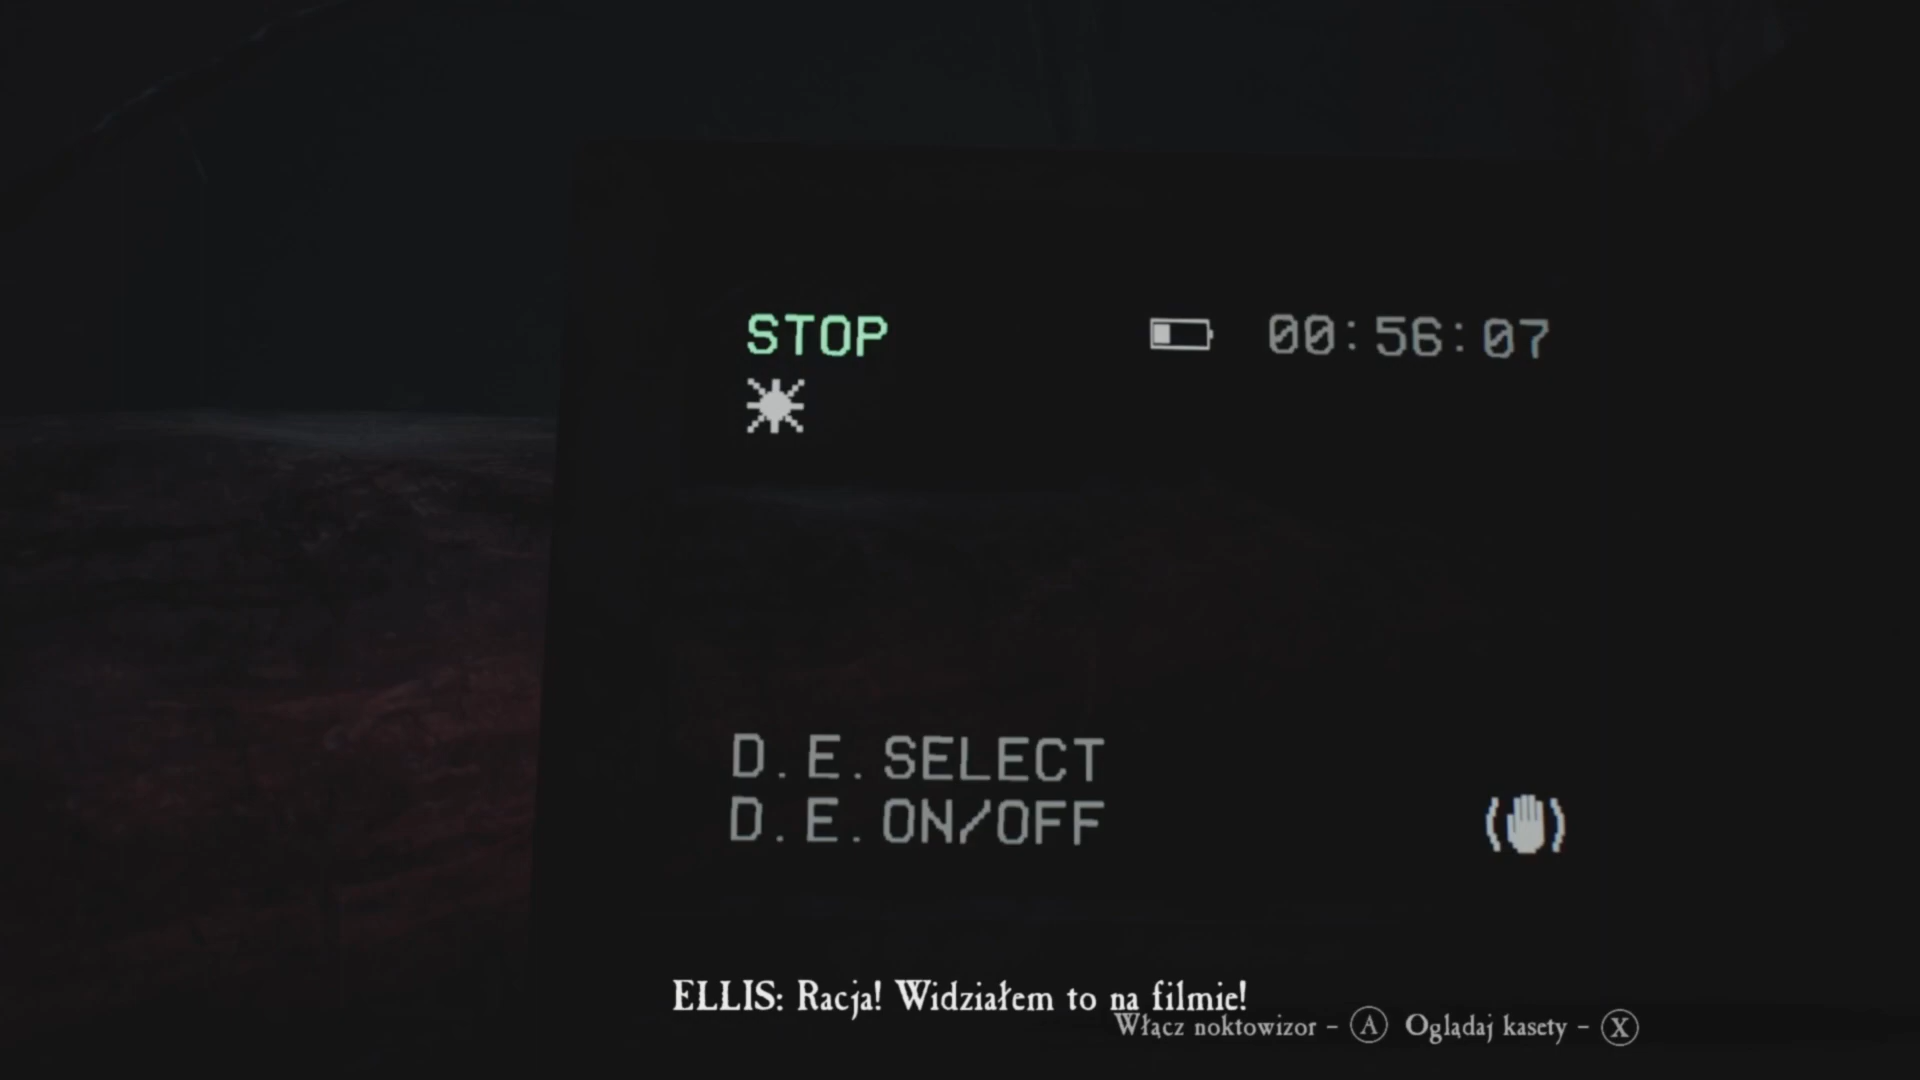 STOP 00:56:07
D.E.SELECT
D.E.ON/OFF
ELLIS: Racja! Widziałem to na filmie!
Włącz noktowizor - A Oglądaj kasety - X